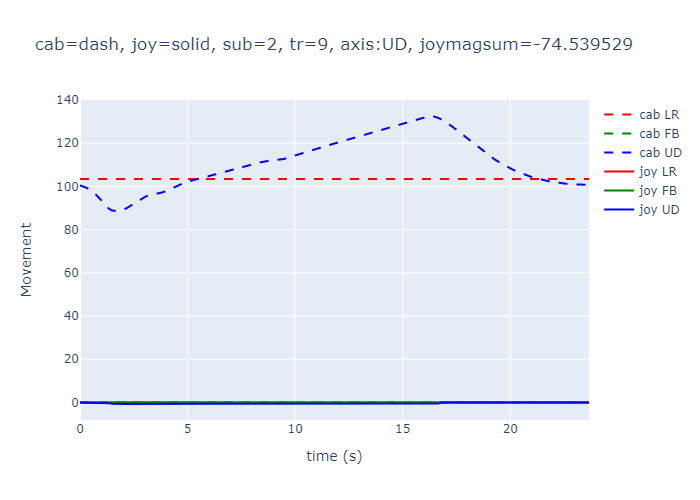 cab=dash, joy=solid, sub=2, tr=9, axis:UD, joymagsum=-74.539529
140
120
100
80
60
40
20
0
Movement
0 5 10 15 20
time (s)
cab LR
cab FB
cab UD
joy LR
joy FB
joy UD